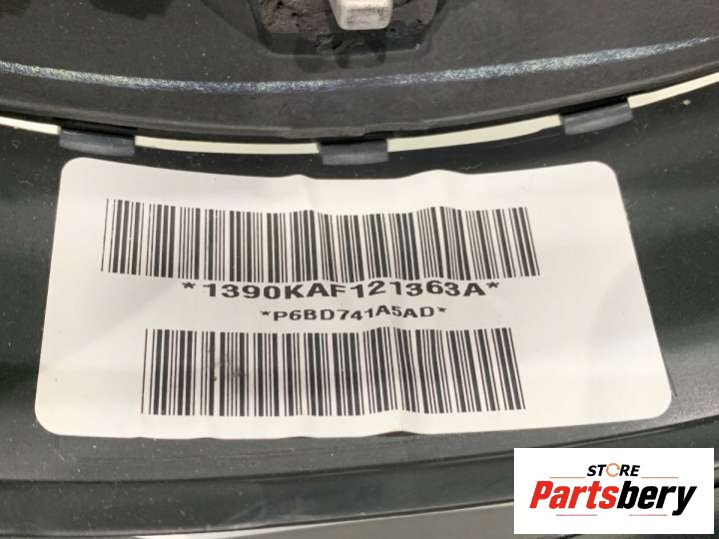 *1390KAF121363A*
*P6BD741A5AD*
STORE
Partsbery